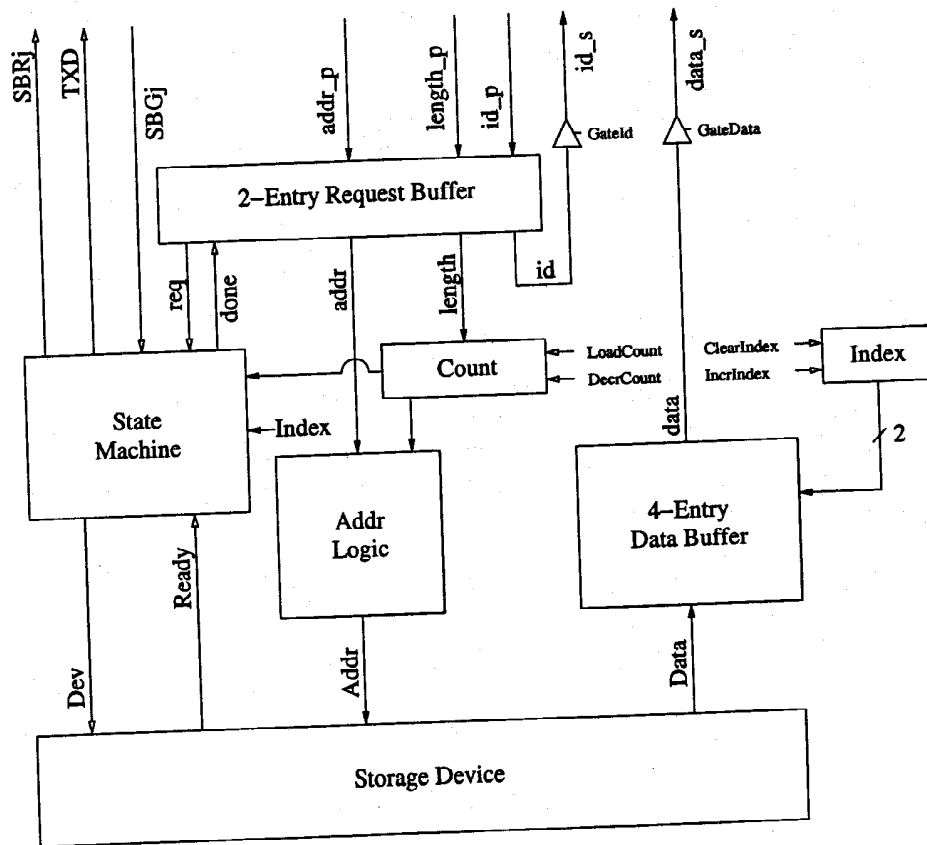 SBRj
TXD
SBGj
addr_p
length_p
id_p
id_s
data_s
GateId
GateData
2-Entry Request Buffer
req
done
addr
length
id
Count
LoadCount
DecrCount
ClearIndex
IncrIndex
Index
State
Machine
Index
data
2
Addr
Logic
4-Entry
Data Buffer
Dev
Ready
Addr
Data
Storage Device